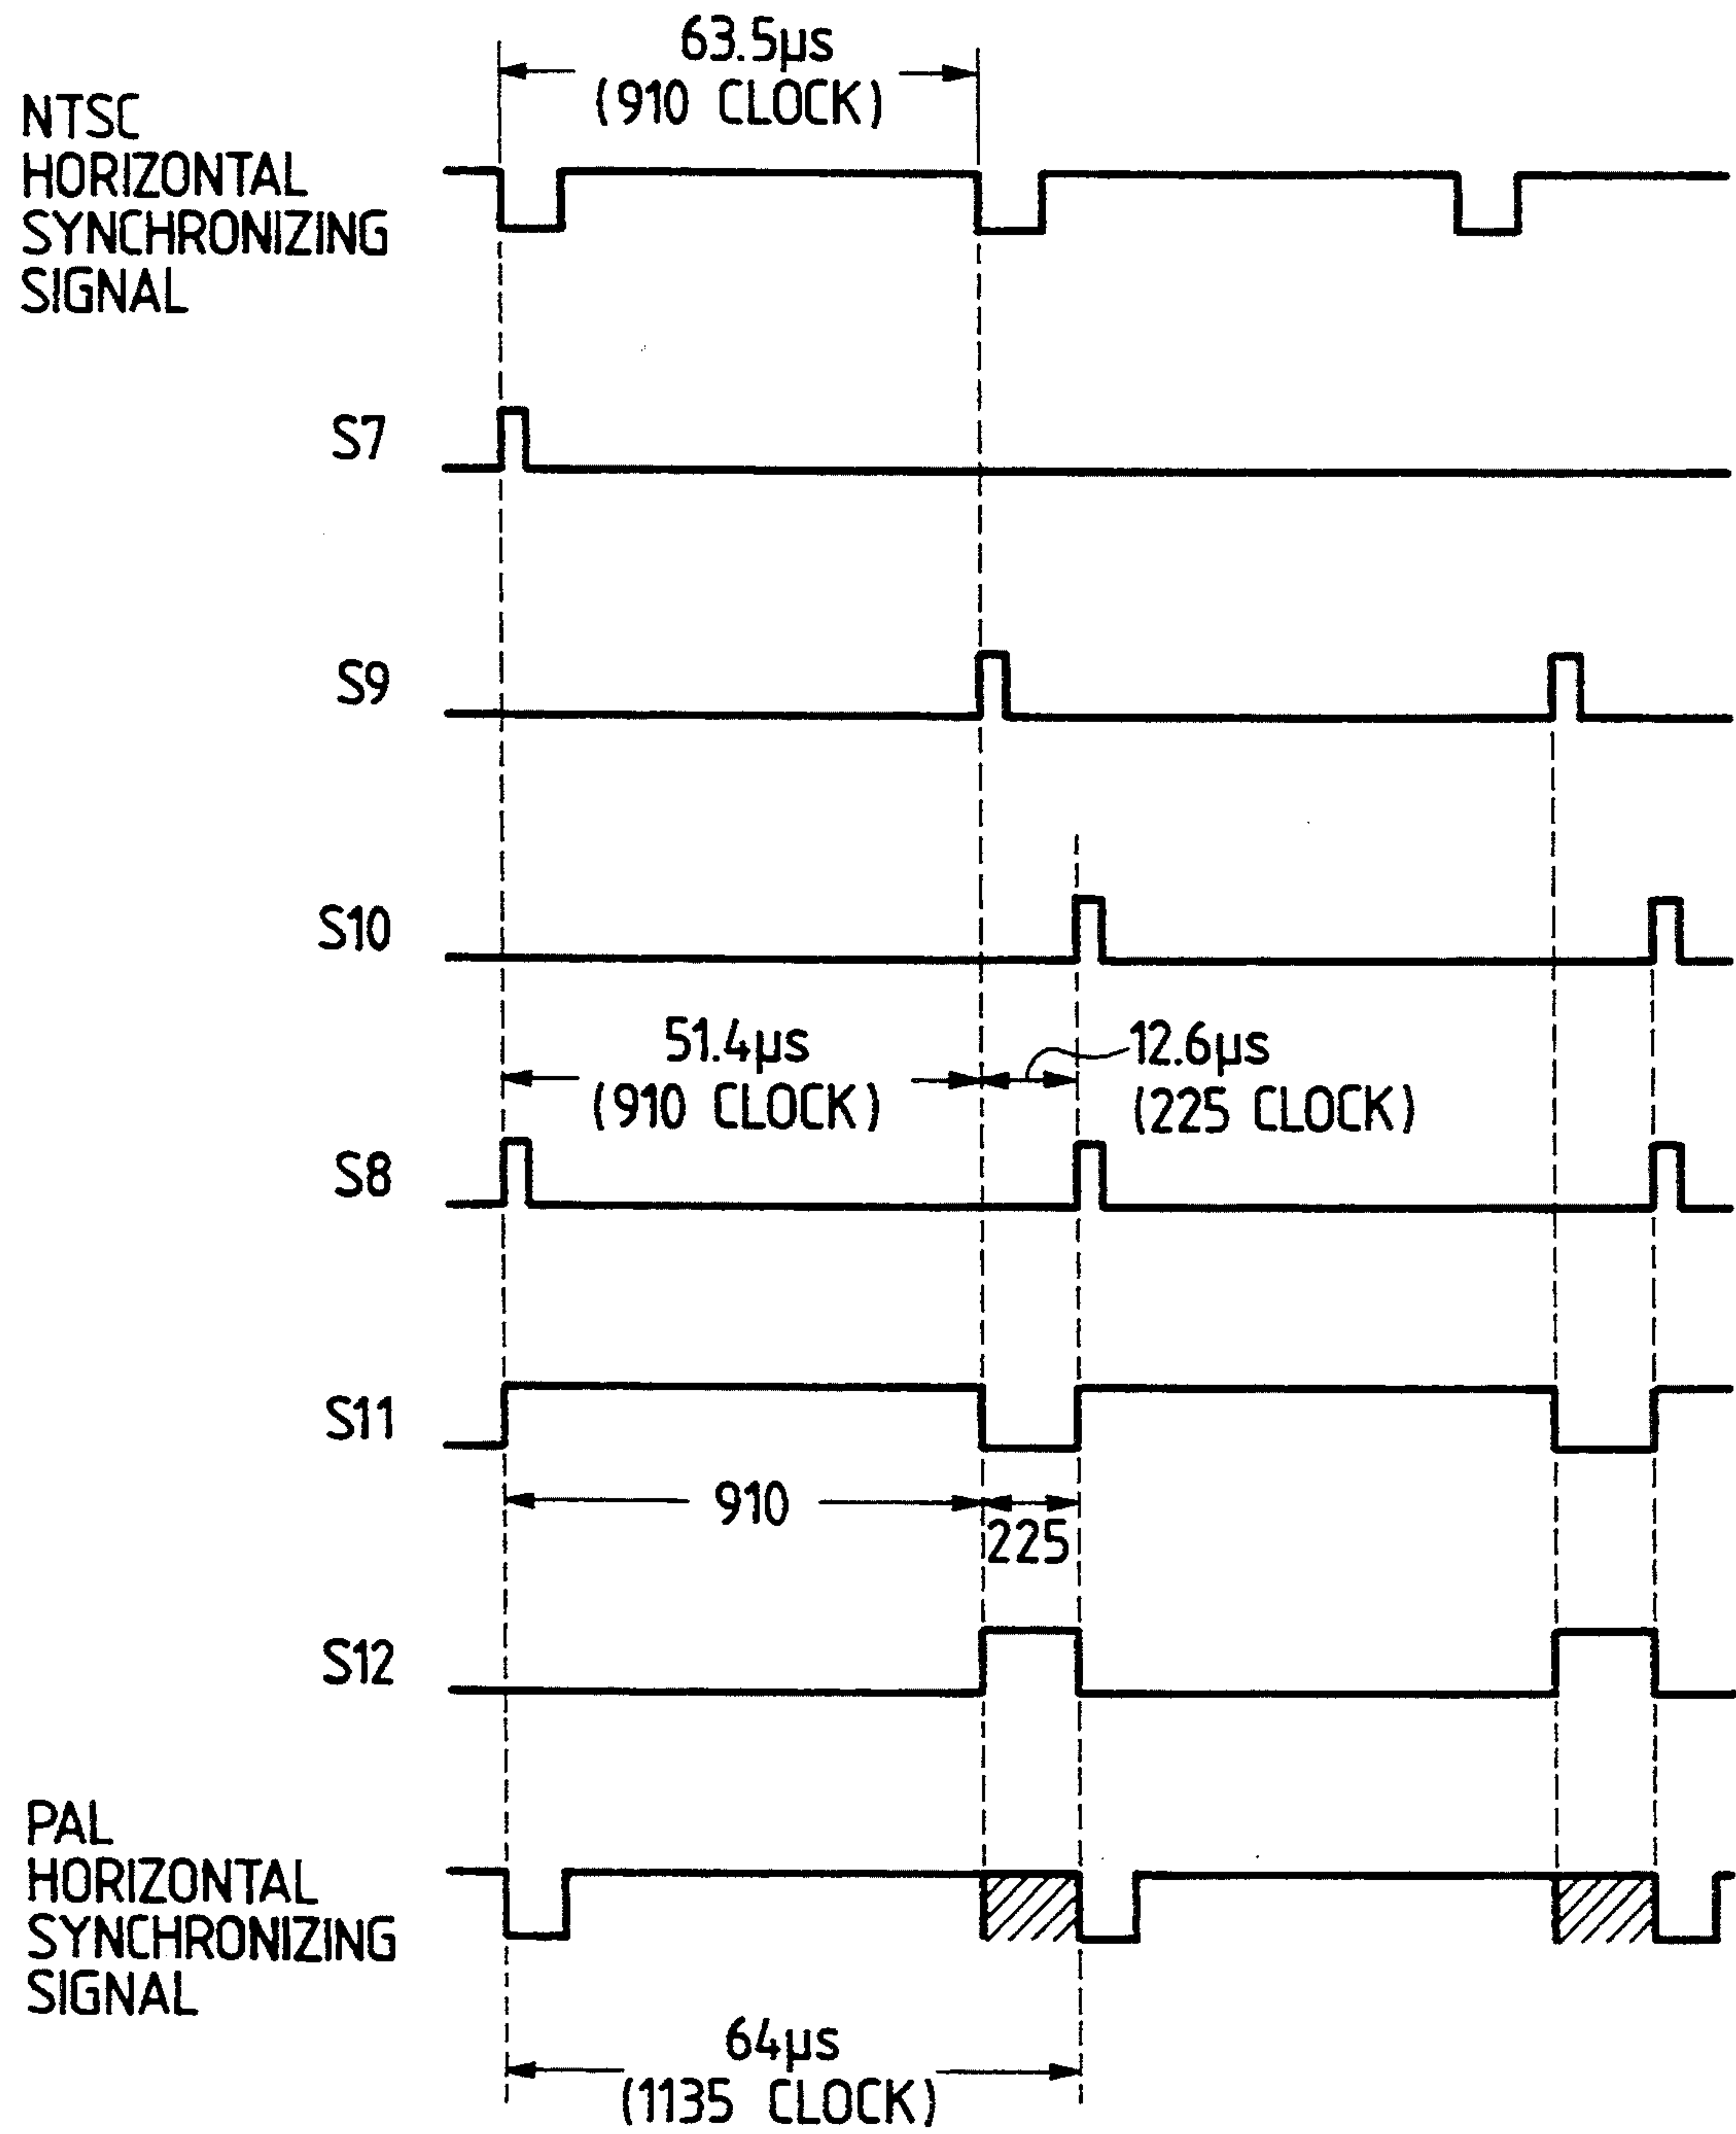 63.5µs
(910 CLOCK)
NTSC
HORIZONTAL
SYNCHRONIZING
SIGNAL
S7
S9
S10
51.4µs
(910 CLOCK)
12.6µs
(225 CLOCK)
S8
S11
910
225
S12
PAL
HORIZONTAL
SYNCHRONIZING
SIGNAL
64µs
(1135 CLOCK)